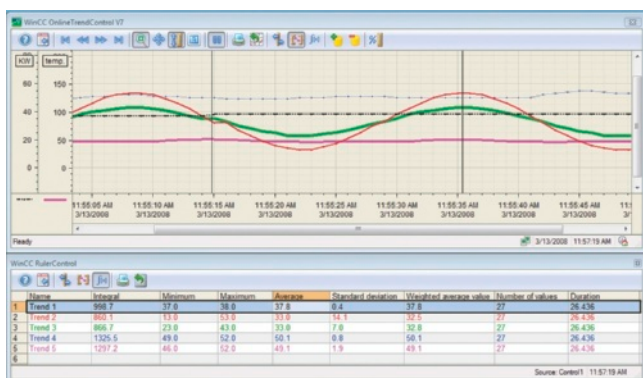 WinCC OnlineTrendControl V7
KW temp.
60 150
40 100
20 50
0 0
11:55:05 AM 11:55:10 AM 11:55:15 AM 11:55:20 AM 11:55:25 AM 11:55:30 AM 11:55:35 AM 11:55:40 AM 11:55:45 AM 11:5
3/13/2008 3/13/2008 3/13/2008 3/13/2008 3/13/2008 3/13/2008 3/13/2008 3/13/2008 3/13/2008 3/1
Ready 3/13/2008 11:57:19 AM
WinCC RulerControl
Name Integral Minimum Maximum Average Standard deviation Weighted average value Number of values Duration
1 Trend 1 998.7 37.0 38.0 37.8 0.4 37.8 27 26.436
2 Trend 2 860.1 13.0 53.0 33.0 14.1 32.5 27 26.436
3 Trend 3 866.7 23.0 43.0 33.0 7.0 32.8 27 26.436
4 Trend 4 1325.5 49.0 52.0 50.1 0.8 50.1 27 26.436
5 Trend 5 1297.2 46.0 52.0 49.1 1.9 49.1 27 26.436
6
Source: Control1 11:57:19 AM